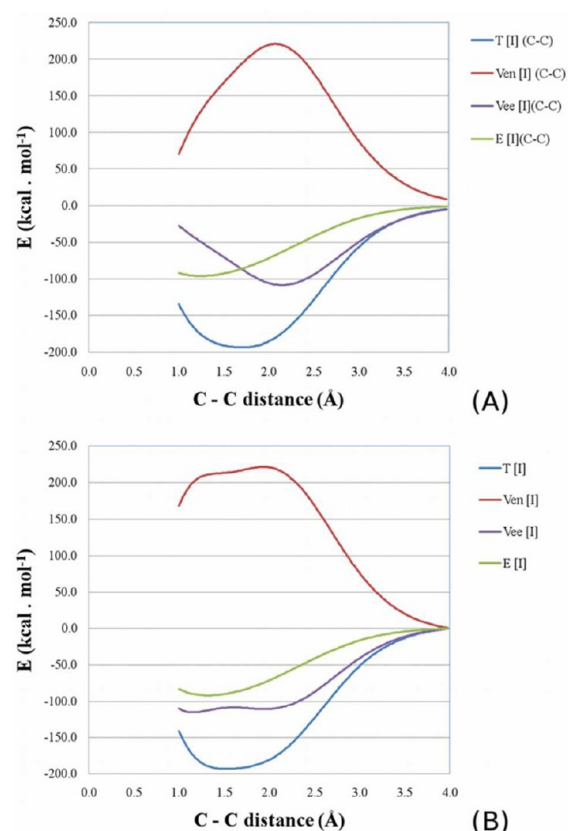 250.0
200.0
150.0
100.0
50.0
0.0
-50.0
-100.0
-150.0
-200.0
E (kcal . mol⁻¹)
0.0 0.5 1.0 1.5 2.0 2.5 3.0 3.5 4.0
C - C distance (Å)
T [I] (C-C)
Ven [I] (C-C)
Vee [I](C-C)
E [I](C-C)
(A)
250.0
200.0
150.0
100.0
50.0
0.0
-50.0
-100.0
-150.0
-200.0
E (kcal . mol⁻¹)
0.0 0.5 1.0 1.5 2.0 2.5 3.0 3.5 4.0
C - C distance (Å)
T [I]
Ven [I]
Vee [I]
E [I]
(B)